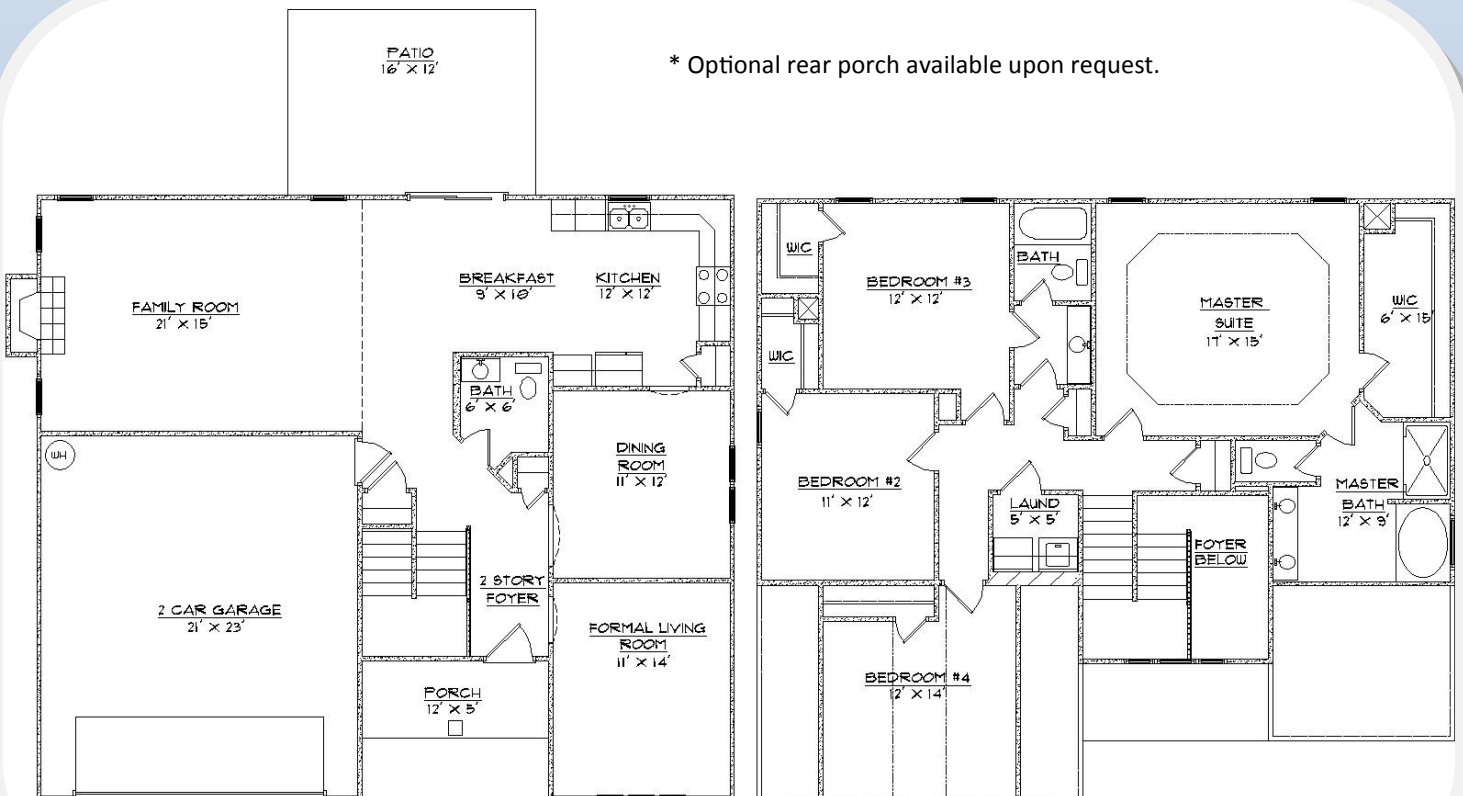 PATIO
16' X 12'
* Optional rear porch available upon request.
FAMILY ROOM
21' X 15'
BREAKFAST
9' X 16'
KITCHEN
12' X 12'
BATH
6' X 6'
WH
DINING
ROOM
11' X 12'
2 CAR GARAGE
21' X 23'
2 STORY
FOYER
FORMAL LIVING
ROOM
11' X 14'
PORCH
12' X 5'
WIC
BEDROOM #3
12' X 12'
BATH
MASTER
SUITE
17' X 15'
WIC
6' X 15'
WIC
BEDROOM #2
11' X 12'
LAUND
5' X 5'
FOYER
BELOW
MASTER
BATH
12' X 9'
BEDROOM #4
12' X 14'